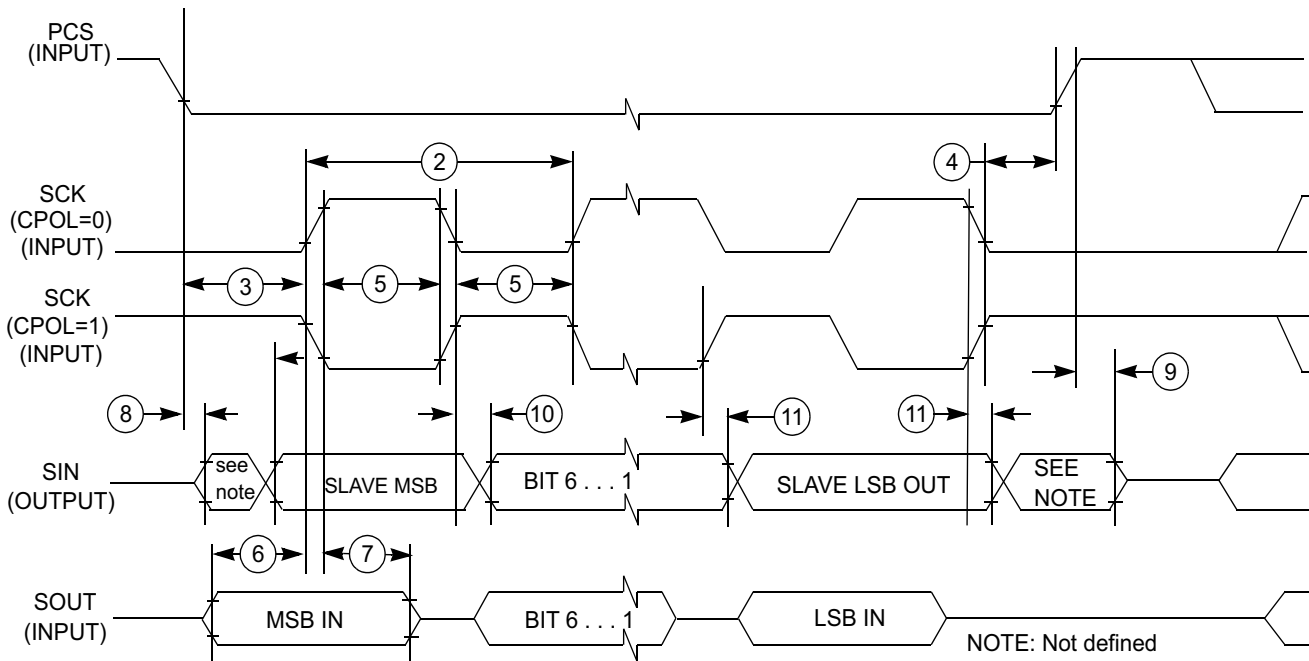 PCS
(INPUT)
2
4
SCK
(CPOL=0)
(INPUT)
3
5
5
SCK
(CPOL=1)
(INPUT)
8
10
11
11
9
SIN
(OUTPUT)
see
note
SLAVE MSB
BIT 6 . . . 1
SLAVE LSB OUT
SEE
NOTE
6
7
SOUT
(INPUT)
MSB IN
BIT 6 . . . 1
LSB IN
NOTE: Not defined